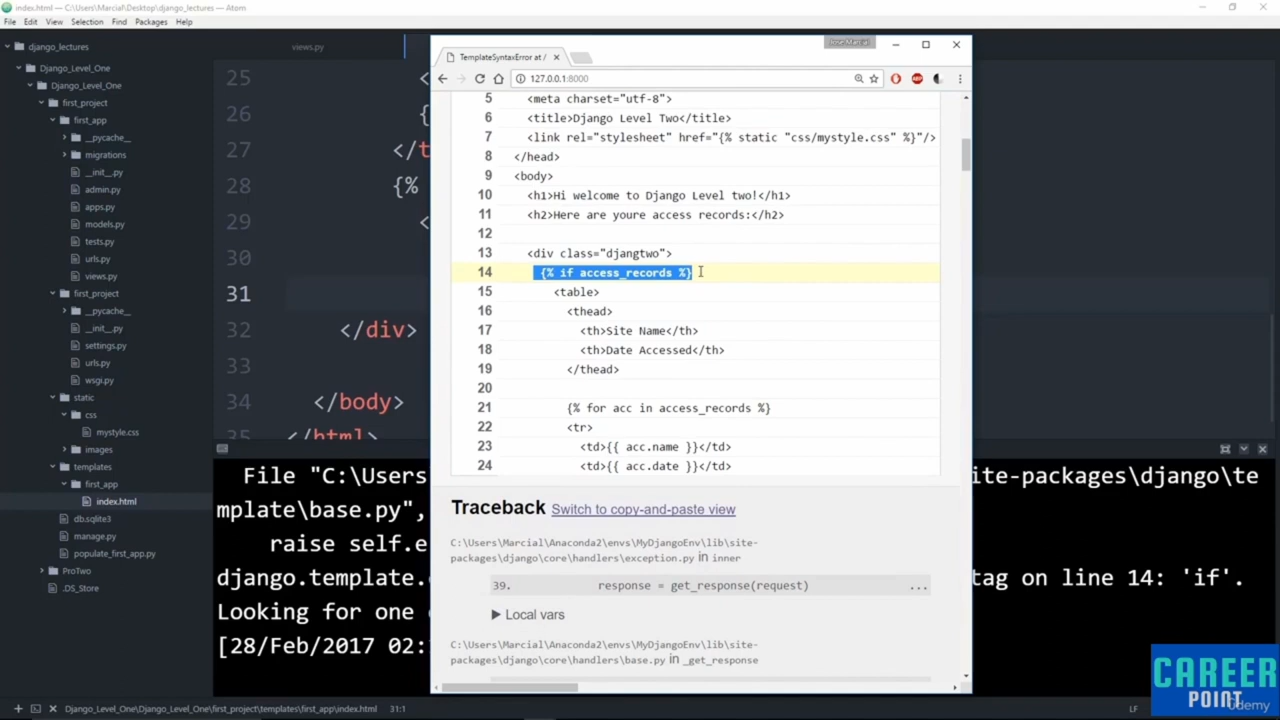 index.html — C:\Users\Marcial\Desktop\django_lectures — Atom
File Edit View Selection Find Packages Help
django_lectures
Django_Level_One
Django_Level_One
first_project
first_app
__pycache__
migrations
__init__.py
admin.py
apps.py
models.py
tests.py
urls.py
views.py
first_project
__pycache__
__init__.py
settings.py
urls.py
wsgi.py
static
css
mystyle.css
images
templates
first_app
index.html
db.sqlite3
manage.py
populate_first_app.py
ProTwo
.DS_Store
views.py
25 <
26 {
27 </t
28 {%
29 <
30
31
32 </div>
33
34 </body>
35 </html>
Jose Marcial
TemplateSyntaxError at /
127.0.0.1:8000
5 <meta charset="utf-8">
6 <title>Django Level Two</title>
7 <link rel="stylesheet" href="{% static "css/mystyle.css" %}"/>
8 </head>
9 <body>
10 <h1>Hi welcome to Django Level two!</h1>
11 <h2>Here are youre access records:</h2>
12
13 <div class="djangtwo">
14 {% if access_records %}
15 <table>
16 <thead>
17 <th>Site Name</th>
18 <th>Date Accessed</th>
19 </thead>
20
21 {% for acc in access_records %}
22 <tr>
23 <td>{{ acc.name }}</td>
24 <td>{{ acc.date }}</td>
Traceback Switch to copy-and-paste view
C:\Users\Marcial\Anaconda2\envs\MyDjangoEnv\lib\site-
packages\django\core\handlers\exception.py in inner
39. response = get_response(request) ...
▶ Local vars
C:\Users\Marcial\Anaconda2\envs\MyDjangoEnv\lib\site-
packages\django\core\handlers\base.py in _get_response
File "C:\Users site-packages\django\te
mplate\base.py",
raise self.e
django.template. tag on line 14: 'if'.
Looking for one
[28/Feb/2017 02:
Django_Level_One\Django_Level_One\first_project\templates\first_app\index.html 31:1
LF
CAREER
POINT
Udemy